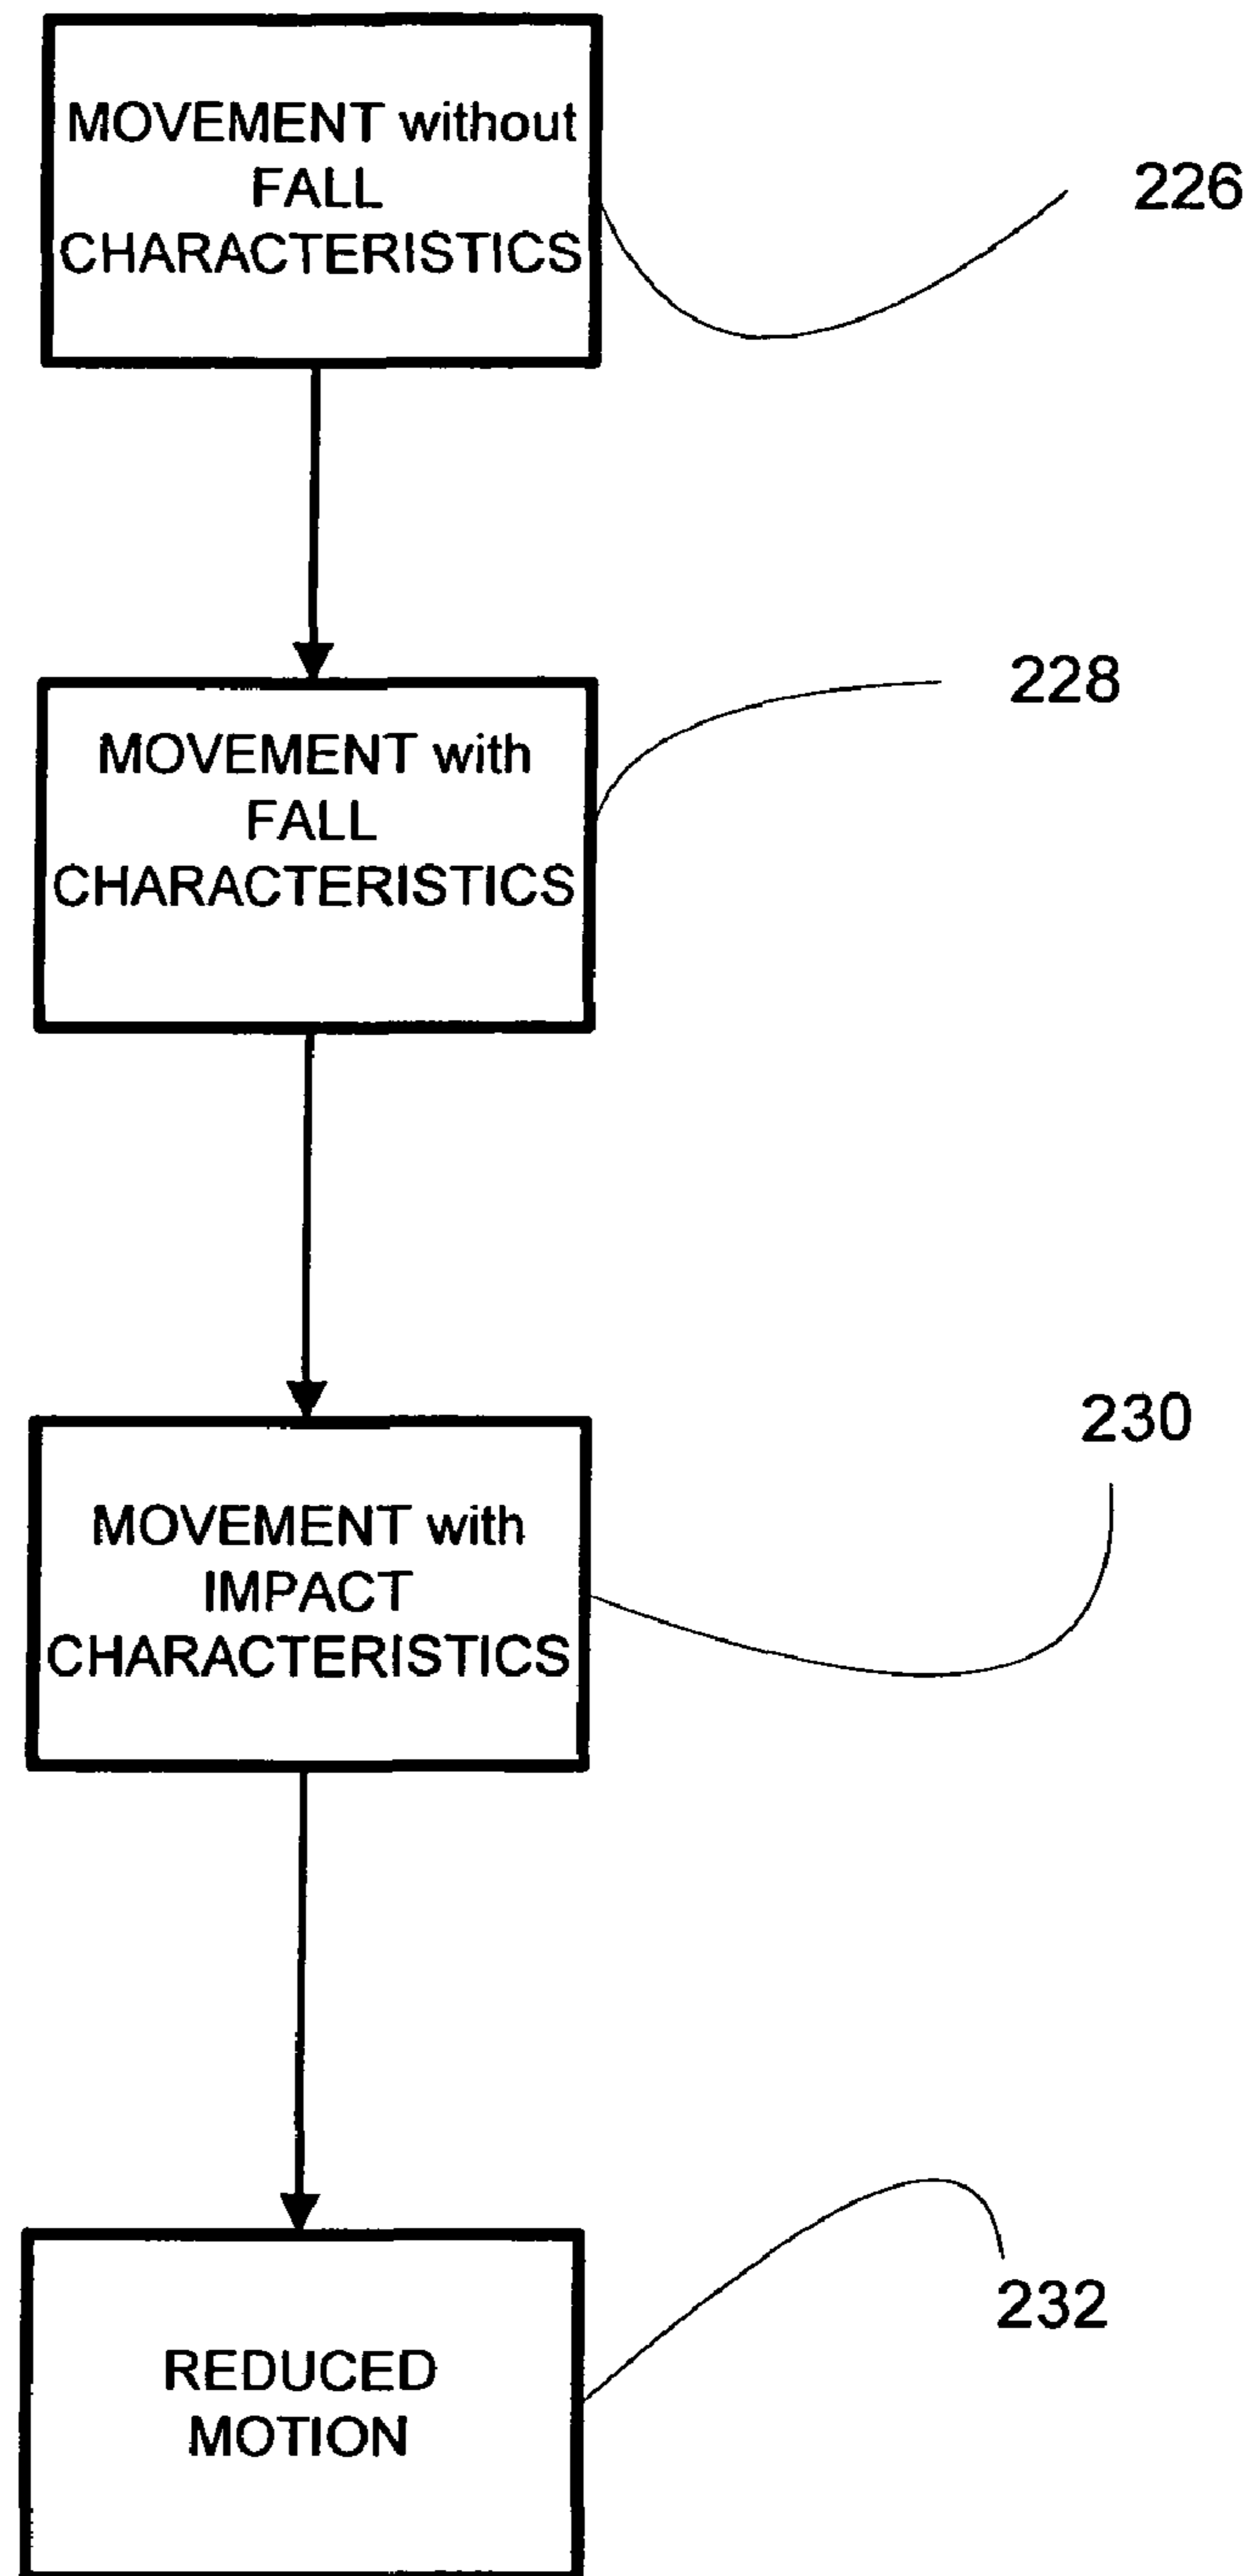 MOVEMENT without
FALL
CHARACTERISTICS
226
MOVEMENT with
FALL
CHARACTERISTICS
228
MOVEMENT with
IMPACT
CHARACTERISTICS
230
REDUCED
MOTION
232